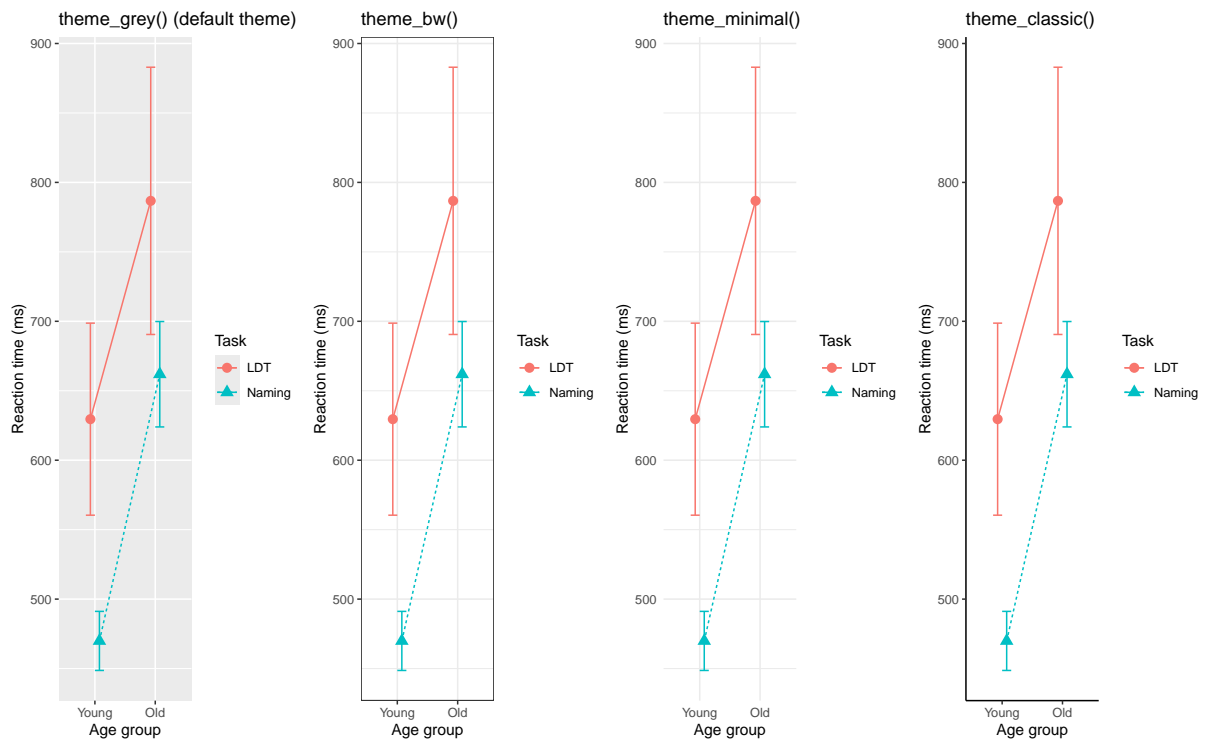 theme_grey() (default theme)
900
800
700
600
500
Reaction time (ms)
Young Old
Age group
Task
LDT
Naming
theme_bw()
900
800
700
600
500
Reaction time (ms)
Young Old
Age group
Task
LDT
Naming
theme_minimal()
900
800
700
600
500
Reaction time (ms)
Young Old
Age group
Task
LDT
Naming
theme_classic()
900
800
700
600
500
Reaction time (ms)
Young Old
Age group
Task
LDT
Naming